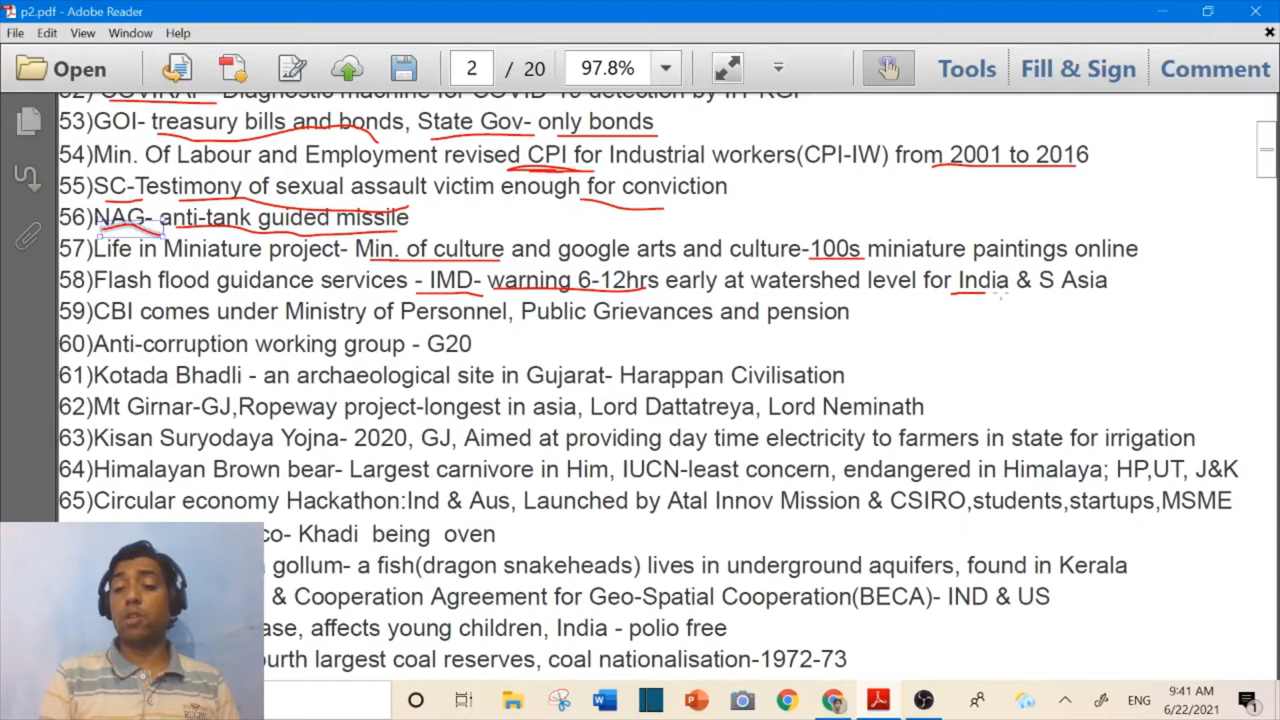 p2.pdf - Adobe Reader
File Edit View Window Help
Open 2 / 20 97.8% Tools Fill & Sign Comment
53)GOI- treasury bills and bonds, State Gov- only bonds
54)Min. Of Labour and Employment revised CPI for Industrial workers(CPI-IW) from 2001 to 2016
55)SC-Testimony of sexual assault victim enough for conviction
56)NAG- anti-tank guided missile
57)Life in Miniature project- Min. of culture and google arts and culture-100s miniature paintings online
58)Flash flood guidance services - IMD- warning 6-12hrs early at watershed level for India & S Asia
59)CBI comes under Ministry of Personnel, Public Grievances and pension
60)Anti-corruption working group - G20
61)Kotada Bhadli - an archaeological site in Gujarat- Harappan Civilisation
62)Mt Girnar-GJ,Ropeway project-longest in asia, Lord Dattatreya, Lord Neminath
63)Kisan Suryodaya Yojna- 2020, GJ, Aimed at providing day time electricity to farmers in state for irrigation
64)Himalayan Brown bear- Largest carnivore in Him, IUCN-least concern, endangered in Himalaya; HP,UT, J&K
65)Circular economy Hackathon:Ind & Aus, Launched by Atal Innov Mission & CSIRO,students,startups,MSME
co- Khadi being oven
gollum- a fish(dragon snakeheads) lives in underground aquifers, found in Kerala
& Cooperation Agreement for Geo-Spatial Cooperation(BECA)- IND & US
ase, affects young children, India - polio free
ourth largest coal reserves, coal nationalisation-1972-73
ENG 9:41 AM
6/22/2021